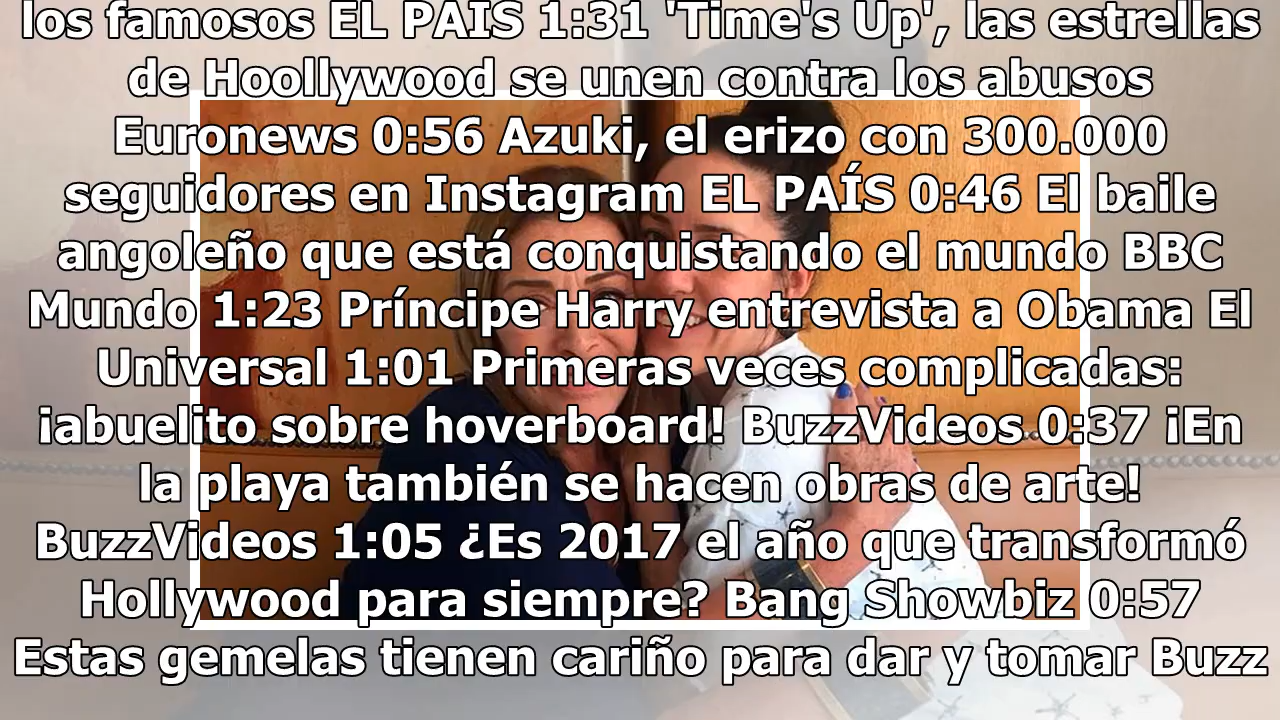 los famosos EL PAÍS 1:31 'Time's Up', las estrellas
de Hoollywood se unen contra los abusos
Euronews 0:56 Azuki, el erizo con 300.000
seguidores en Instagram EL PAÍS 0:46 El baile
angoleño que está conquistando el mundo BBC
Mundo 1:23 Príncipe Harry entrevista a Obama El
Universal 1:01 Primeras veces complicadas:
¡abuelito sobre hoverboard! BuzzVideos 0:37 ¡En
la playa también se hacen obras de arte!
BuzzVideos 1:05 ¿Es 2017 el año que transformó
Hollywood para siempre? Bang Showbiz 0:57
Estas gemelas tienen cariño para dar y tomar Buzz